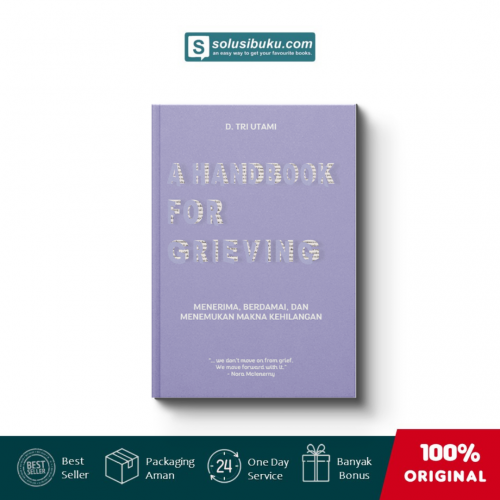 S solusibuku.com
an easy way to get your favourite books.
D. TRI UTAMI
A HANDBOOK
FOR
GRIEVING
MENERIMA, BERDAMAI, DAN
MENEMUKAN MAKNA KEHILANGAN
"... we don't move on from grief.
We move forward with it."
- Nora McInerny
BEST
SELLER
Best
Seller
Packaging
Aman
24
One Day
Service
Banyak
Bonus
100%
ORIGINAL